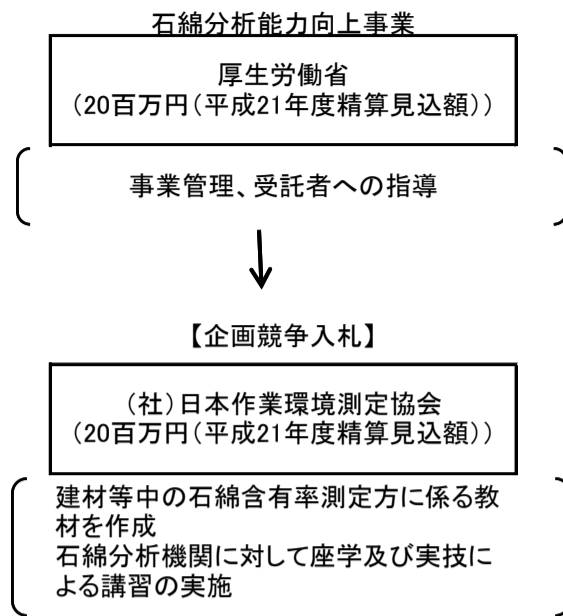 石綿分析能力向上事業
厚生労働省
（20百万円（平成21年度精算見込額））
事業管理、受託者への指導
【企画競争入札】
（社）日本作業環境測定協会
（20百万円（平成21年度精算見込額））
建材等中の石綿含有率測定方に係る教
材を作成
石綿分析機関に対して座学及び実技に
よる講習の実施